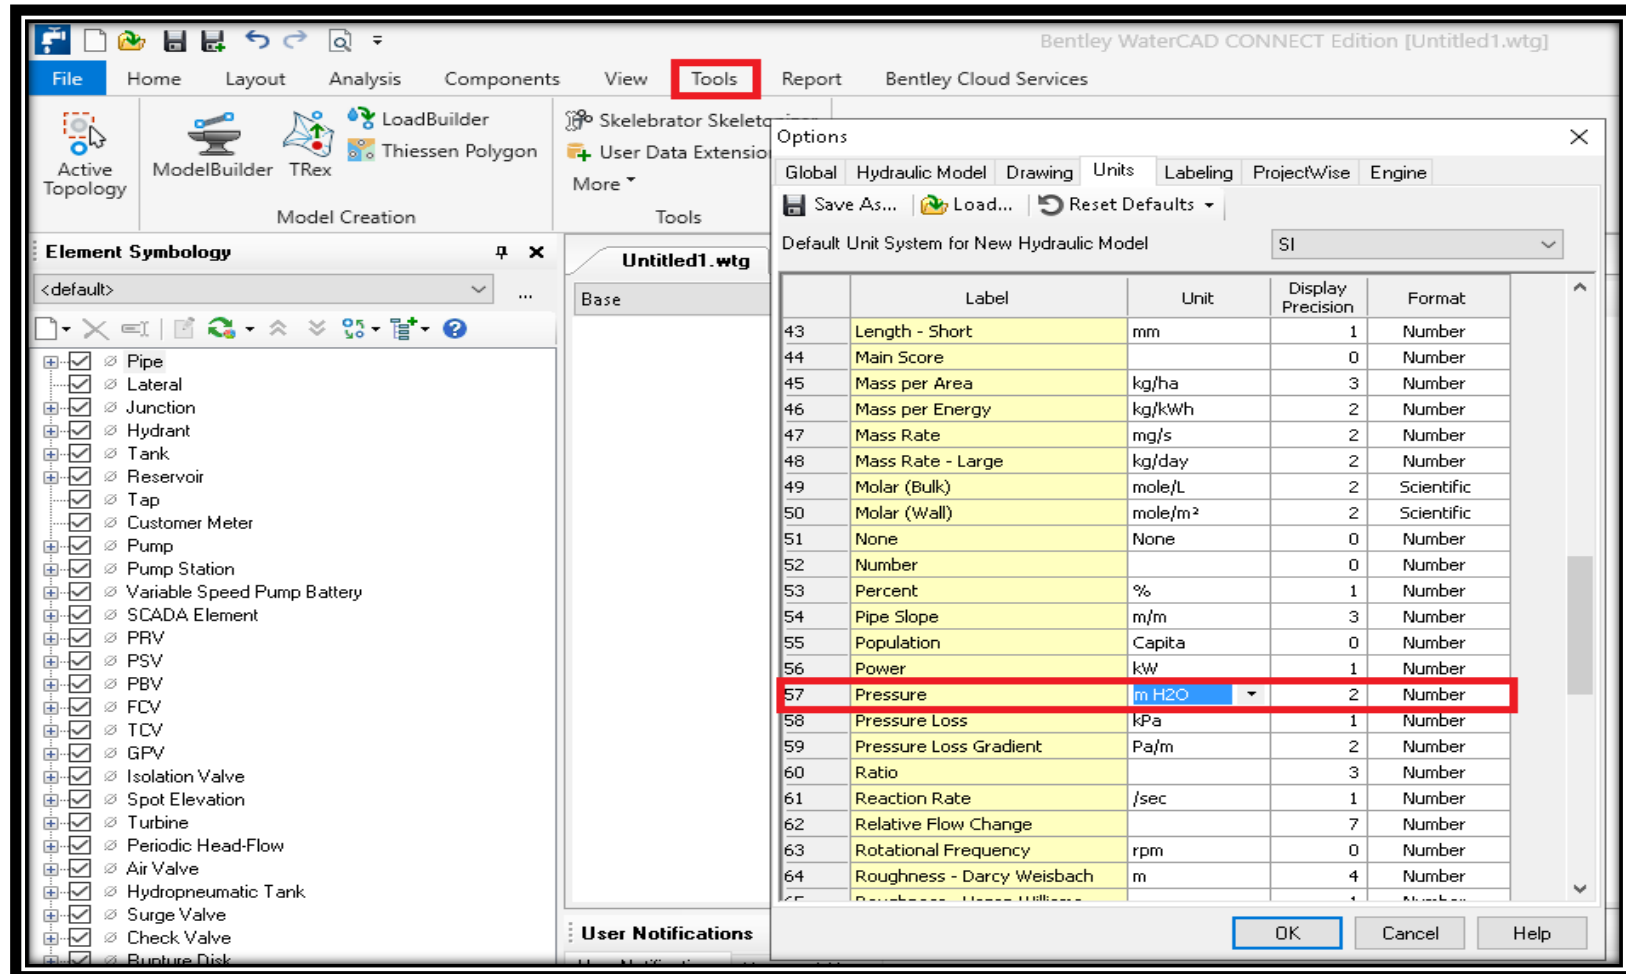 Bentley WaterCAD CONNECT Edition [Untitled1.wtg]
File Home Layout Analysis Components View Tools Report Bentley Cloud Services
Active Topology
ModelBuilder
TRex
LoadBuilder
Thiessen Polygon
Model Creation
Skelebrator
User Data
More
Tools
Element Symbology
<default>
...
Pipe
Lateral
Junction
Hydrant
Tank
Reservoir
Tap
Customer Meter
Pump
Pump Station
Variable Speed Pump Battery
SCADA Element
PRV
PSV
PBV
FCV
TCV
GPV
Isolation Valve
Spot Elevation
Turbine
Periodic Head-Flow
Air Valve
Hydropneumatic Tank
Surge Valve
Check Valve
Rupture Disk
Untitled1.wtg
Base
User Notifications
Options
Global Hydraulic Model Drawing Units Labeling ProjectWise Engine
Save As... Load... Reset Defaults
Default Unit System for New Hydraulic Model SI
Label Unit Display Precision Format
43 Length - Short mm 1 Number
44 Main Score 0 Number
45 Mass per Area kg/ha 3 Number
46 Mass per Energy kg/kWh 2 Number
47 Mass Rate mg/s 2 Number
48 Mass Rate - Large kg/day 2 Number
49 Molar (Bulk) mole/L 2 Scientific
50 Molar (Wall) mole/m² 2 Scientific
51 None None 0 Number
52 Number 0 Number
53 Percent % 1 Number
54 Pipe Slope m/m 3 Number
55 Population Capita 0 Number
56 Power kW 1 Number
57 Pressure m H2O 2 Number
58 Pressure Loss kPa 1 Number
59 Pressure Loss Gradient Pa/m 2 Number
60 Ratio 3 Number
61 Reaction Rate /sec 1 Number
62 Relative Flow Change 7 Number
63 Rotational Frequency rpm 0 Number
64 Roughness - Darcy Weisbach m 4 Number
OK Cancel Help